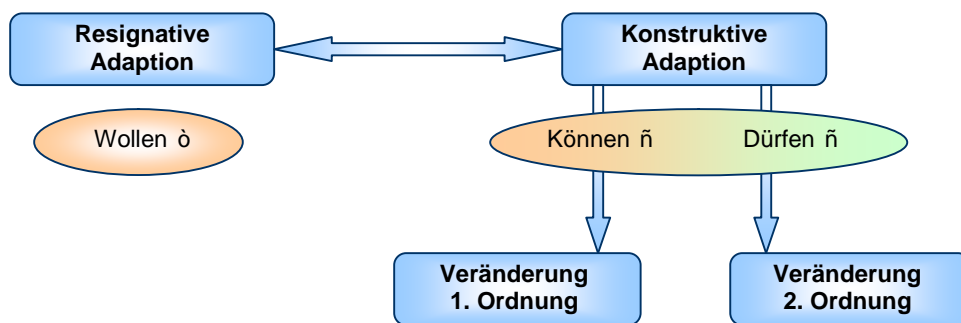 Resignative
Adaption
Konstruktive
Adaption
Wollen ò
Können ñ
Dürfen ñ
Veränderung
1. Ordnung
Veränderung
2. Ordnung